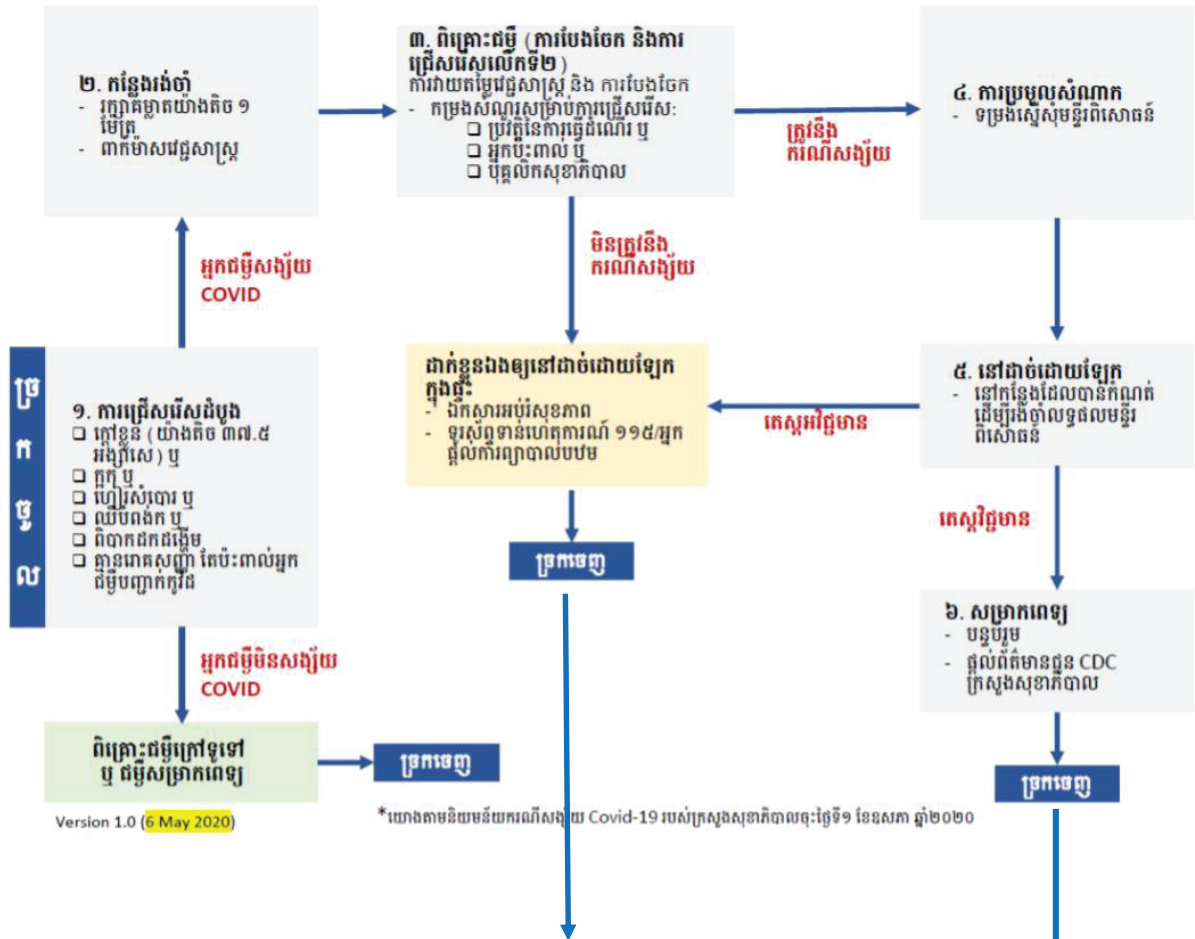 ២. កន្លែងរង់ចាំ
- រក្សាគម្លាតយ៉ាងតិច ១
ម៉ែត្រ
- ពាក់ម៉ាសវេជ្ជសាស្ត្រ
៣. ពិគ្រោះជម្ងឺ (ការបែងចែក និងការ
ជ្រើសរើសលើកទី២)
ការវាយតម្លៃវេជ្ជសាស្ត្រ និង ការបែងចែក
- កម្រងសំណួរសម្រាប់ការជ្រើសរើស:
❑ ប្រវត្តិនៃការធ្វើដំណើរ ឬ
❑ អ្នកប៉ះពាល់ ឬ
❑ បុគ្គលិកសុខាភិបាល
ត្រូវនឹង
ករណីសង្ស័យ
៤. ការប្រមូលសំណាក
- ទម្រង់ស្នើសុំមន្ទីរពិសោធន៍
អ្នកជម្ងឺសង្ស័យ
COVID
មិនត្រូវនឹង
ករណីសង្ស័យ
ច្រកចូល
១. ការជ្រើសរើសដំបូង
❑ ក្តៅខ្លួន (យ៉ាងតិច ៣៧.៥
អង្សាសេ) ឬ
❑ ក្អក ឬ
❑ ហៀរសំបោរ ឬ
❑ ឈឺបំពង់ក ឬ
❑ ពិបាកដកដង្ហើម
❑ គ្មានរោគសញ្ញា តែប៉ះពាល់អ្នក
ជម្ងឺបញ្ជាក់កូវីដ
ដាក់ខ្លួនឯងឲ្យនៅដាច់ដោយឡែក
ក្នុងផ្ទះ
- ឯកសារអប់រំសុខភាព
- ទូរស័ព្ទទាន់ហេតុការណ៍ ១១៥/អ្នក
ផ្តល់ការព្យាបាលបឋម
តេស្តអវិជ្ជមាន
៥. នៅដាច់ដោយឡែក
- នៅកន្លែងដែលបានកំណត់
ដើម្បីរង់ចាំលទ្ធផលមន្ទីរ
ពិសោធន៍
តេស្តវិជ្ជមាន
ច្រកចេញ
៦. សម្រាកពេទ្យ
- បន្ទប់រួម
- ផ្តល់ព័ត៌មានជូន CDC
ក្រសួងសុខាភិបាល
អ្នកជម្ងឺមិនសង្ស័យ
COVID
ពិគ្រោះជម្ងឺក្រៅទូទៅ
ឬ ជម្ងឺសម្រាកពេទ្យ
ច្រកចេញ
ច្រកចេញ
Version 1.0 (6 May 2020)
*យោងតាមនិយមន័យករណីសង្ស័យ Covid-19 របស់ក្រសួងសុខាភិបាលចុះថ្ងៃទី១ ខែឧសភា ឆ្នាំ២០២០